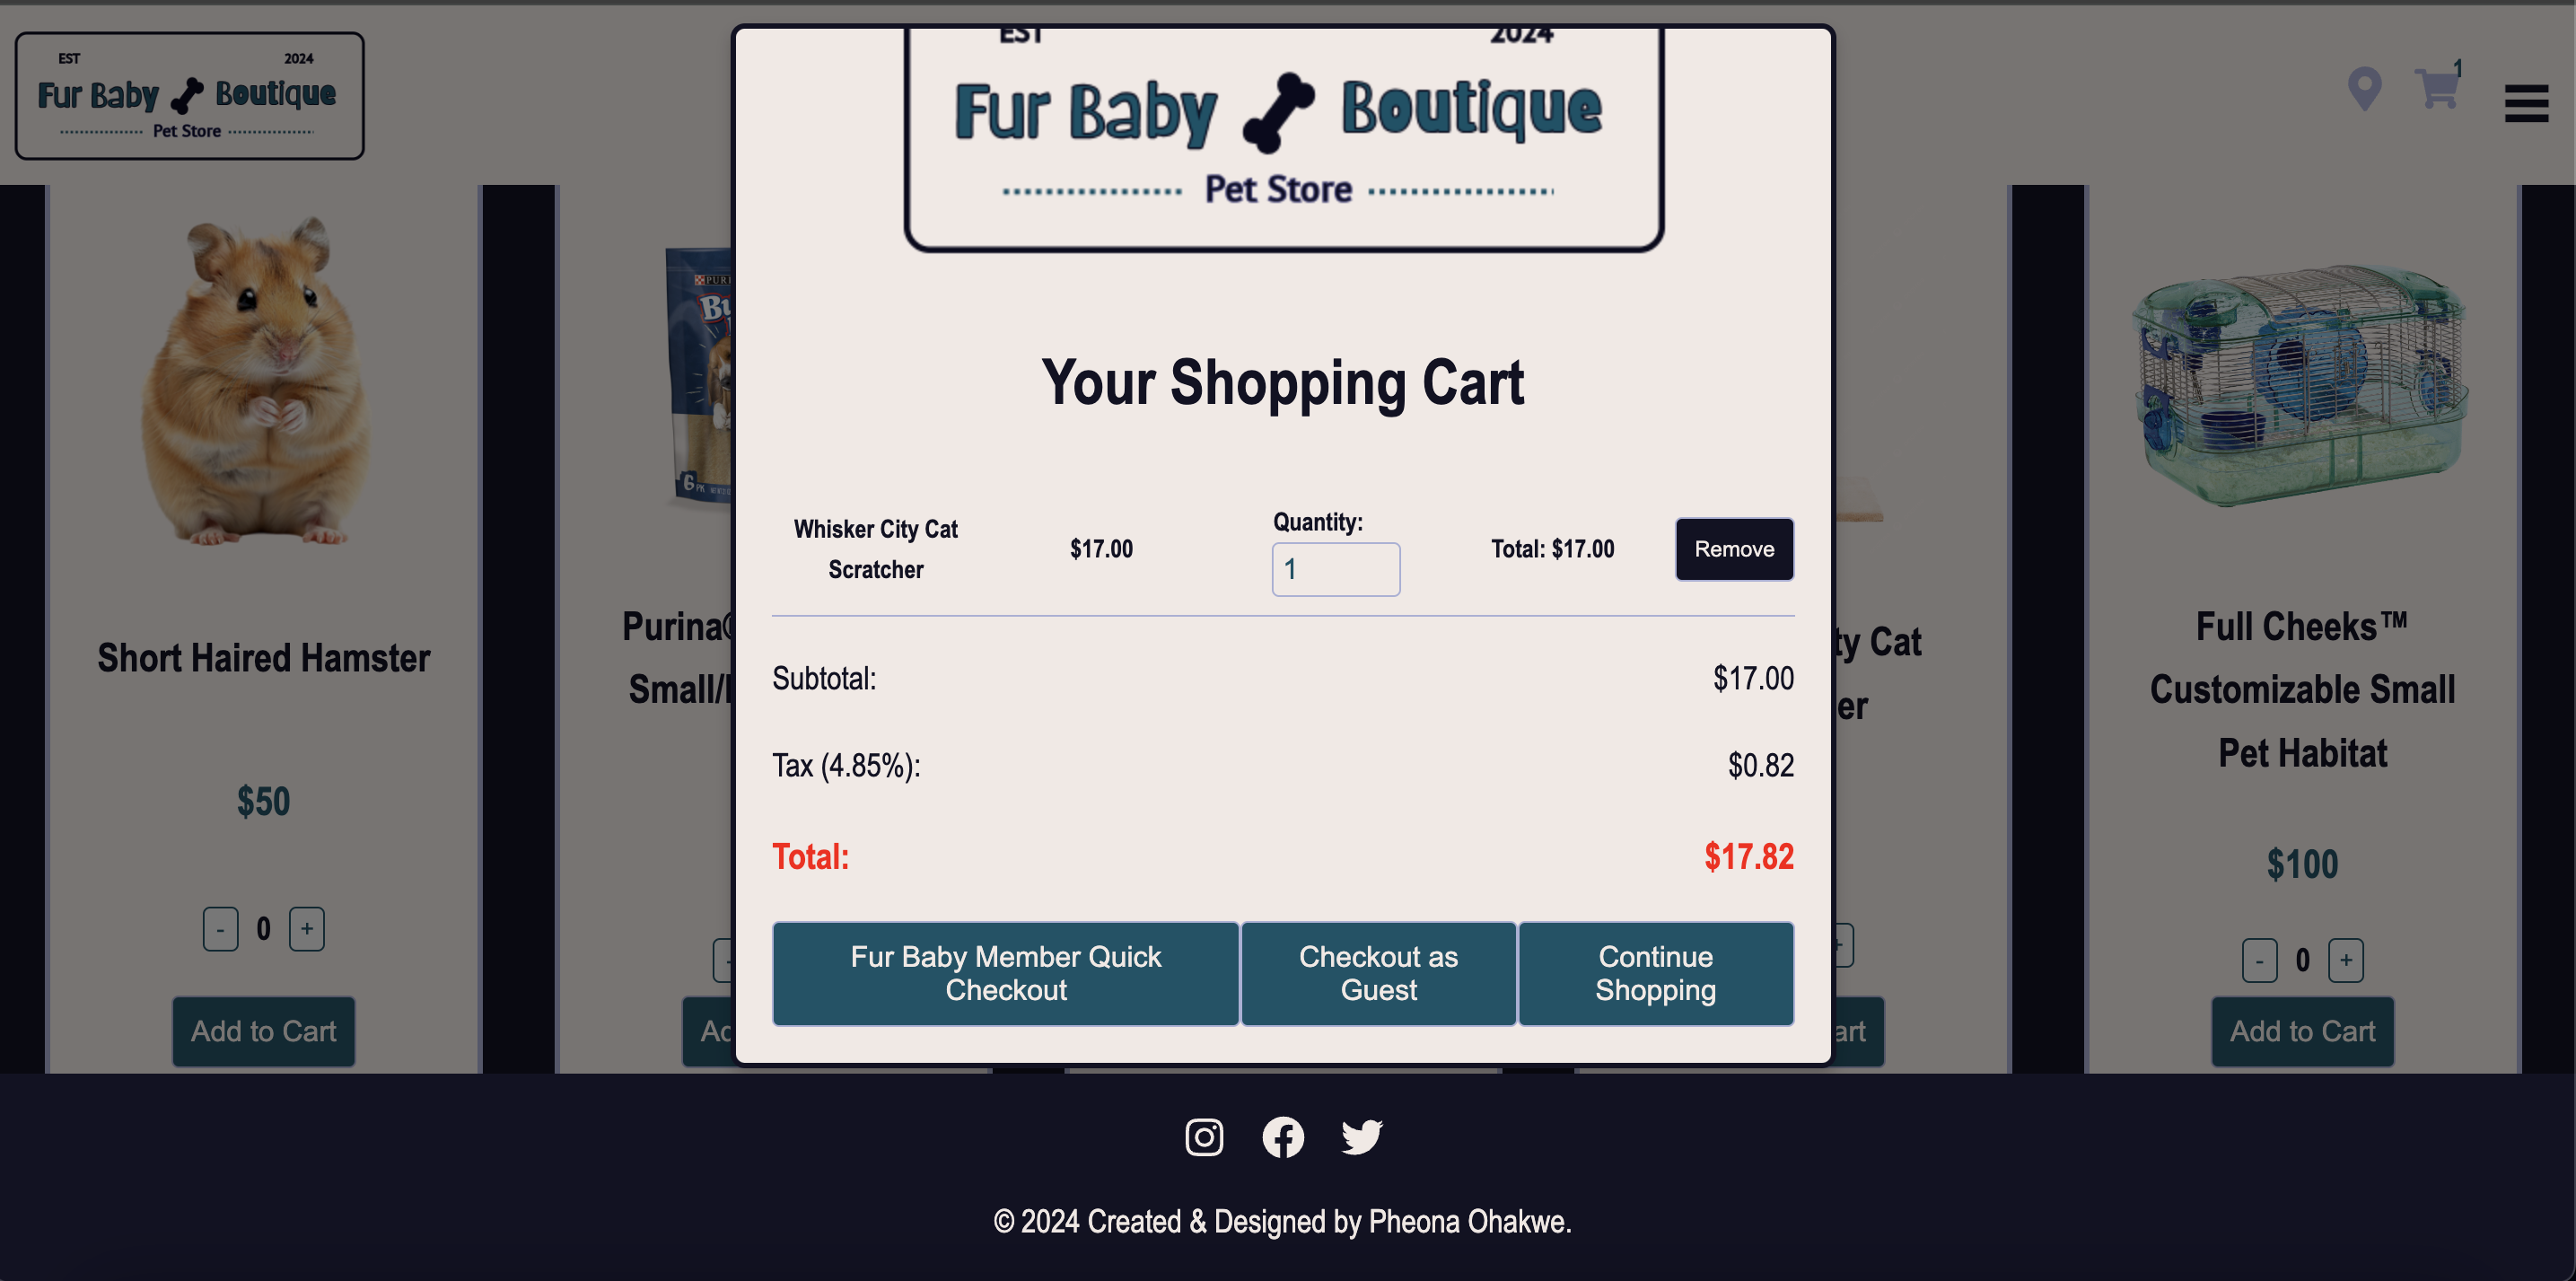 EST 2024
Fur Baby Boutique
Pet Store
1
EST 2024
Fur Baby Boutique
Pet Store
Your Shopping Cart
Whisker City Cat
Scratcher
$17.00
Quantity:
1
Total: $17.00
Remove
Subtotal: $17.00
Tax (4.85%): $0.82
Total: $17.82
Fur Baby Member Quick
Checkout
Checkout as
Guest
Continue
Shopping
Short Haired Hamster
$50
- 0 +
Add to Cart
6 PK
Purina
Small/
ty Cat
er
art
Full Cheeks™
Customizable Small
Pet Habitat
$100
- 0 +
Add to Cart
© 2024 Created & Designed by Pheona Ohakwe.